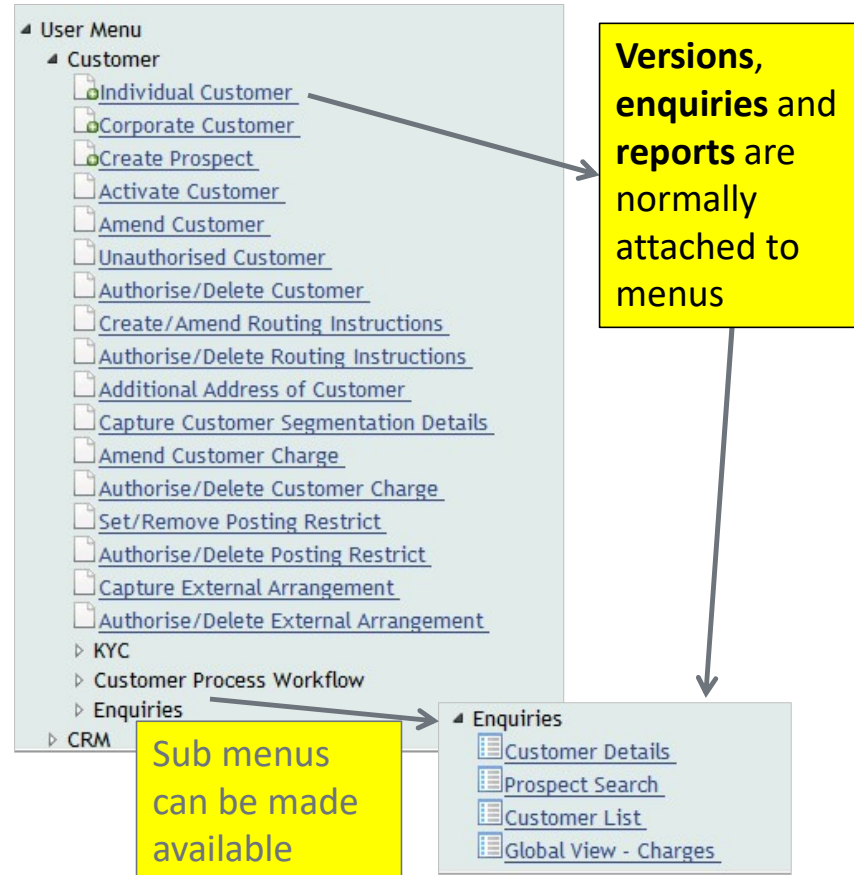 User Menu
Customer
Individual Customer
Corporate Customer
Create Prospect
Activate Customer
Amend Customer
Unauthorised Customer
Authorise/Delete Customer
Create/Amend Routing Instructions
Authorise/Delete Routing Instructions
Additional Address of Customer
Capture Customer Segmentation Details
Amend Customer Charge
Authorise/Delete Customer Charge
Set/Remove Posting Restrict
Authorise/Delete Posting Restrict
Capture External Arrangement
Authorise/Delete External Arrangement
KYC
Customer Process Workflow
Enquiries
CRM
Versions,
enquiries and
reports are
normally
attached to
menus
Sub menus
can be made
available
Enquiries
Customer Details
Prospect Search
Customer List
Global View - Charges